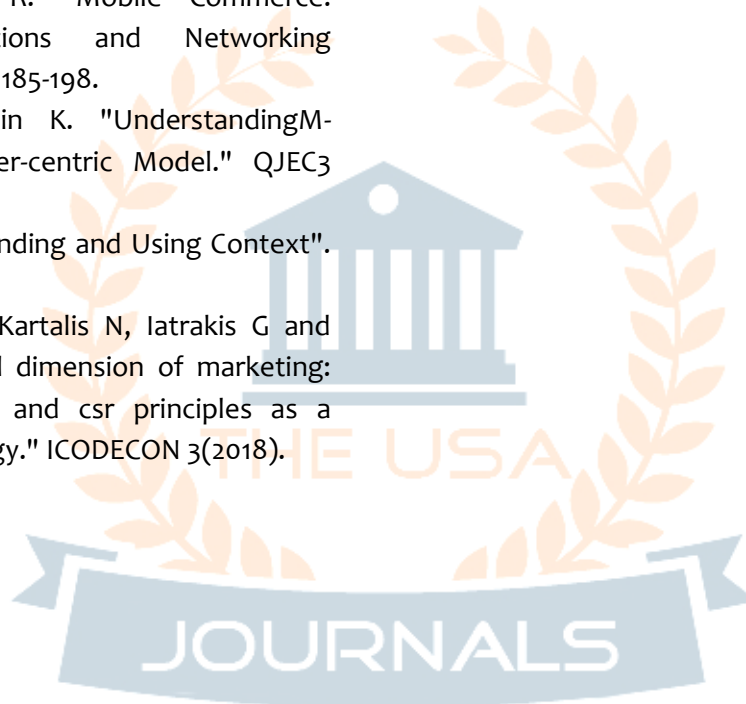 R. "Mobile Commerce:
tions and Networking
185-198.
in K. "UnderstandingM-
er-centric Model." QJEC3
nding and Using Context".
Kartalis N, Iatrakis G and
l dimension of marketing:
and csr principles as a
gy." ICODECON 3(2018).
THE USA
JOURNALS